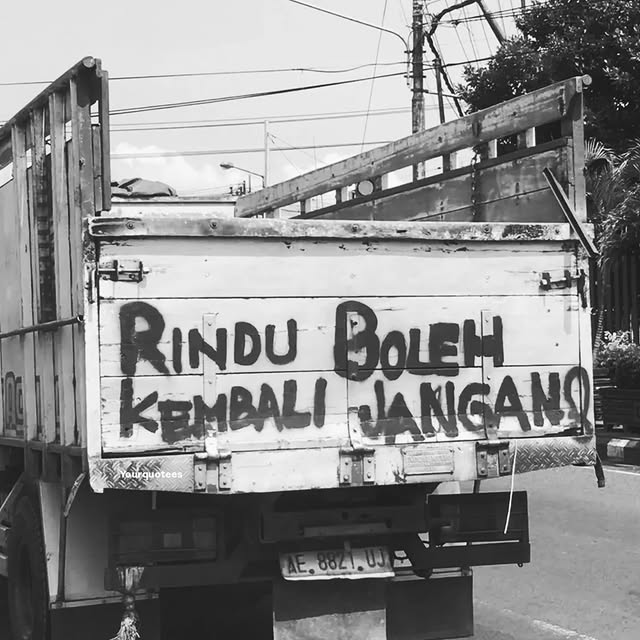 RINDU BOLEH
KEMBALI JANGAN
Yourquotees
AE 8821 UJ